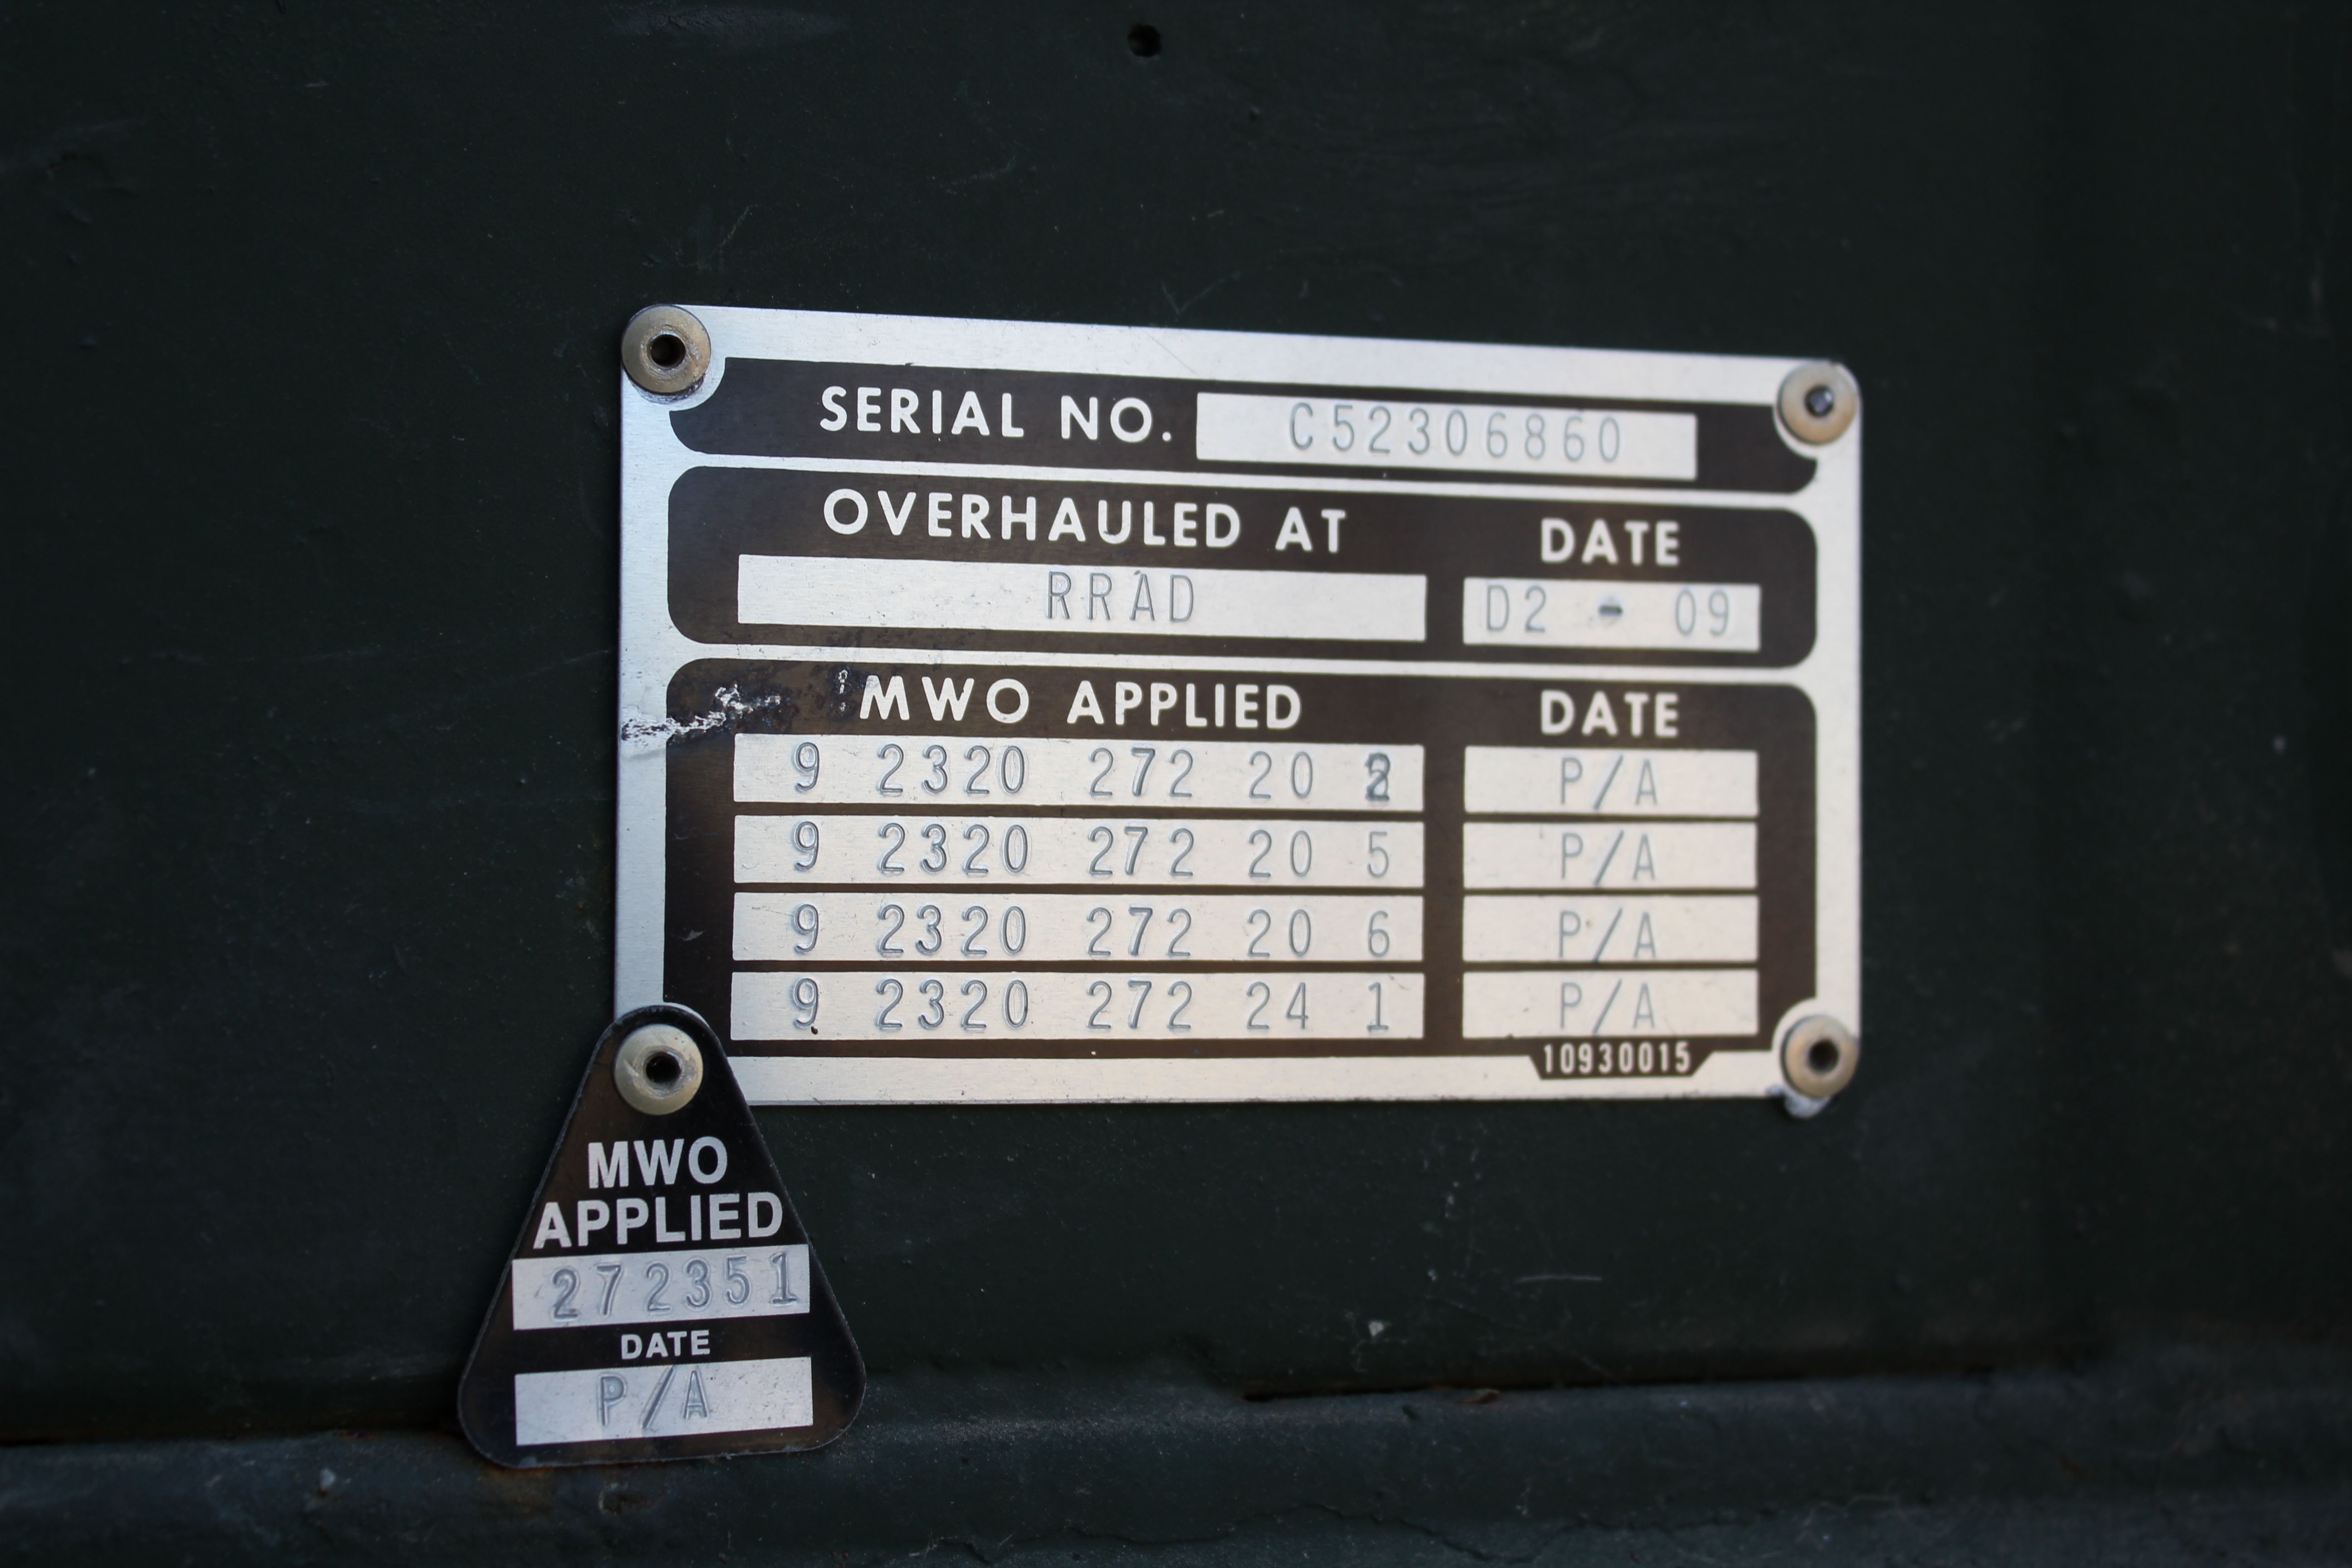 SERIAL NO. C52306860
OVERHAULED AT DATE
RRAD D2 - 09
MWO APPLIED DATE
9 2320 272 20 P/A
9 2320 272 20 5 P/A
9 2320 272 20 6 P/A
9 2320 272 24 1 P/A
10930015
MWO
APPLIED
272351
DATE
P/A